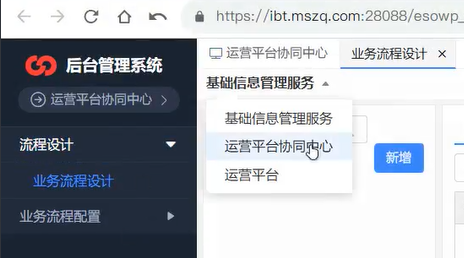 https://ibt.mszq.com:28088/esowp_
后台管理系统
运营平台协同中心
运营平台协同中心
业务流程设计
基础信息管理服务
基础信息管理服务
运营平台协同中心
运营平台
新增
流程设计
业务流程设计
业务流程配置